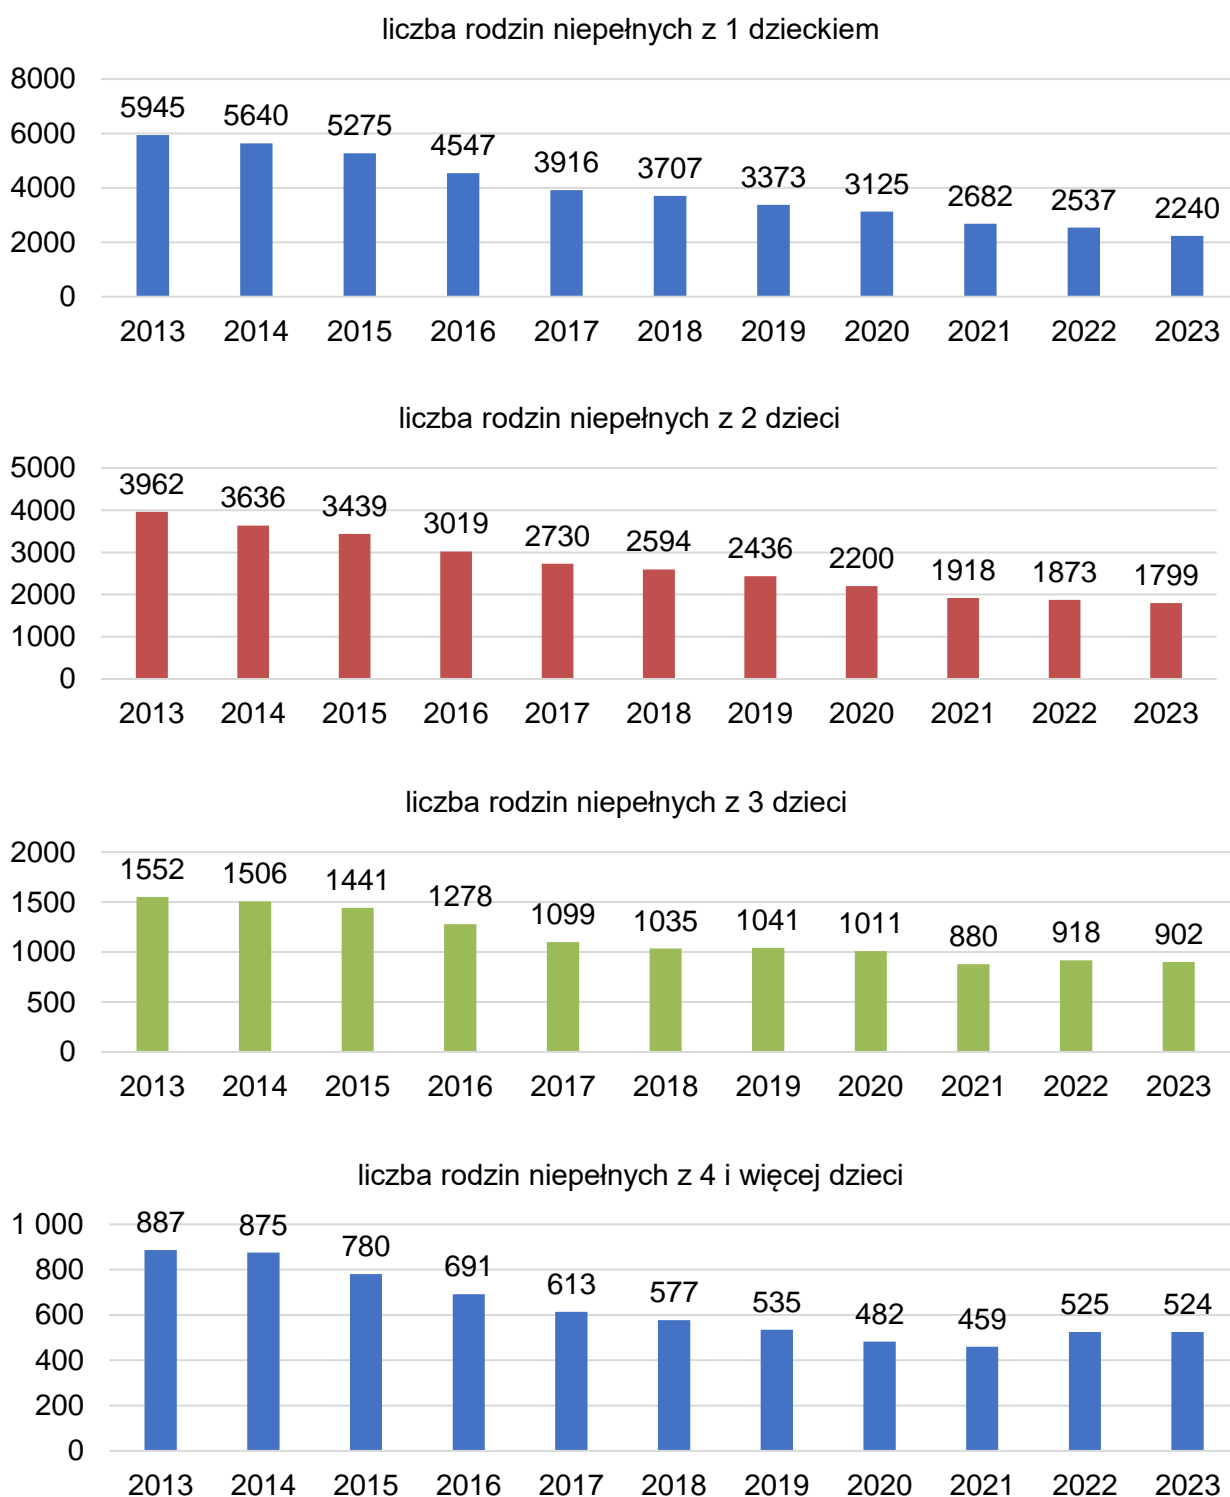 liczba rodzin niepełnych z 1 dzieckiem
8000
6000
4000
2000
0
5945 5640 5275 4547 3916 3707 3373 3125 2682 2537 2240
2013 2014 2015 2016 2017 2018 2019 2020 2021 2022 2023
liczba rodzin niepełnych z 2 dzieci
5000
4000
3000
2000
1000
0
3962 3636 3439 3019 2730 2594 2436 2200 1918 1873 1799
2013 2014 2015 2016 2017 2018 2019 2020 2021 2022 2023
liczba rodzin niepełnych z 3 dzieci
2000
1500
1000
500
0
1552 1506 1441 1278 1099 1035 1041 1011 880 918 902
2013 2014 2015 2016 2017 2018 2019 2020 2021 2022 2023
liczba rodzin niepełnych z 4 i więcej dzieci
1 000
800
600
400
200
0
887 875 780 691 613 577 535 482 459 525 524
2013 2014 2015 2016 2017 2018 2019 2020 2021 2022 2023